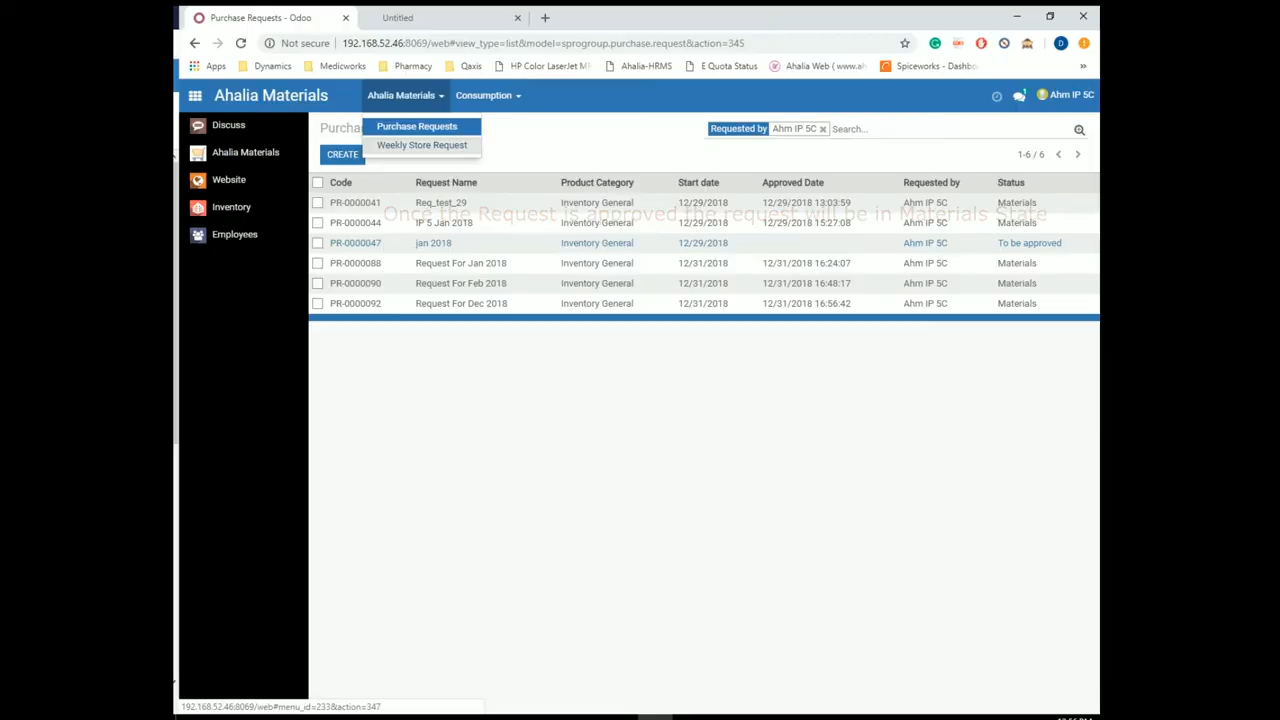 Purchase Requests - Odoo
Untitled
Not secure 192.168.52.46:8069/web#view_type=list&model=sprogroup.purchase.request&action=345
Apps Dynamics Medicworks Pharmacy Qaxis HP Color LaserJet Ahalia-HRMS E Quota Status Ahalia Web (www.ah Spiceworks - Dashbo
Ahalia Materials Ahalia Materials Consumption 1 Ahm IP 5C
Discuss
Ahalia Materials
Website
Inventory
Employees
Purchase Requests
Weekly Store Request
Purcha Requested by Ahm IP 5C Search...
CREATE 1-6 / 6
Code Request Name Product Category Start date Approved Date Requested by Status
PR-0000041 Req_test_29 Inventory General 12/29/2018 12/29/2018 13:03:59 Ahm IP 5C Materials
Once the Request is approved the request will be in Materials State
PR-0000044 IP 5 Jan 2018 Inventory General 12/29/2018 12/29/2018 15:27:08 Ahm IP 5C Materials
PR-0000047 jan 2018 Inventory General 12/29/2018 Ahm IP 5C To be approved
PR-0000088 Request For Jan 2018 Inventory General 12/31/2018 12/31/2018 16:24:07 Ahm IP 5C Materials
PR-0000090 Request For Feb 2018 Inventory General 12/31/2018 12/31/2018 16:48:17 Ahm IP 5C Materials
PR-0000092 Request For Dec 2018 Inventory General 12/31/2018 12/31/2018 16:56:42 Ahm IP 5C Materials
192.168.52.46:8069/web#menu_id=233&action=347